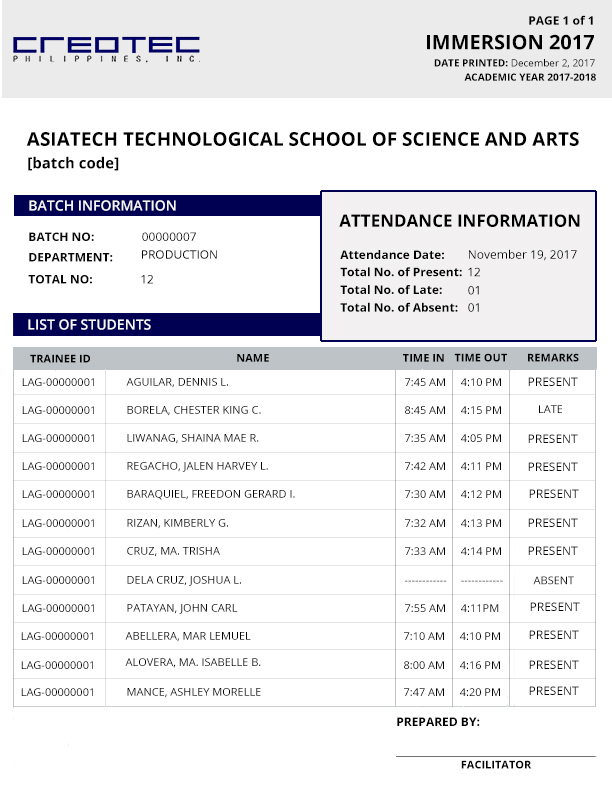 PAGE 1 of 1
CREOTEC
PHILIPPINES, INC.
IMMERSION 2017
DATE PRINTED: December 2, 2017
ACADEMIC YEAR 2017-2018
ASIATECH TECHNOLOGICAL SCHOOL OF SCIENCE AND ARTS
[batch code]
BATCH INFORMATION
BATCH NO: 00000007
DEPARTMENT: PRODUCTION
TOTAL NO: 12
ATTENDANCE INFORMATION
Attendance Date: November 19, 2017
Total No. of Present: 12
Total No. of Late: 01
Total No. of Absent: 01
LIST OF STUDENTS
TRAINEE ID NAME TIME IN TIME OUT REMARKS
LAG-00000001 AGUILAR, DENNIS L. 7:45 AM 4:10 PM PRESENT
LAG-00000001 BORELA, CHESTER KING C. 8:45 AM 4:15 PM LATE
LAG-00000001 LIWANAG, SHAINA MAE R. 7:35 AM 4:05 PM PRESENT
LAG-00000001 REGACHO, JALEN HARVEY L. 7:42 AM 4:11 PM PRESENT
LAG-00000001 BARAQUIEL, FREEDON GERARD I. 7:30 AM 4:12 PM PRESENT
LAG-00000001 RIZAN, KIMBERLY G. 7:32 AM 4:13 PM PRESENT
LAG-00000001 CRUZ, MA. TRISHA 7:33 AM 4:14 PM PRESENT
LAG-00000001 DELA CRUZ, JOSHUA L. ------------ ------------ ABSENT
LAG-00000001 PATAYAN, JOHN CARL 7:55 AM 4:11PM PRESENT
LAG-00000001 ABELLERA, MAR LEMUEL 7:10 AM 4:10 PM PRESENT
LAG-00000001 ALOVERA, MA. ISABELLE B. 8:00 AM 4:16 PM PRESENT
LAG-00000001 MANCE, ASHLEY MORELLE 7:47 AM 4:20 PM PRESENT
PREPARED BY:
FACILITATOR